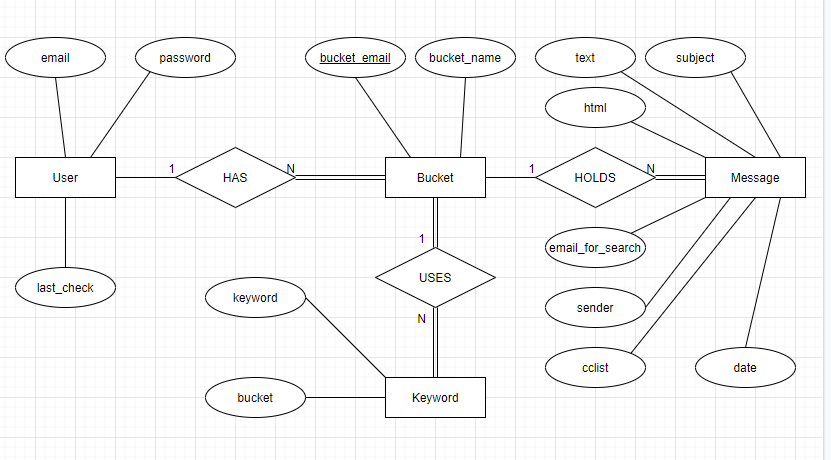 email
password
bucket_email
bucket_name
text
subject
html
User
1
HAS
N
Bucket
1
HOLDS
N
Message
1
USES
N
email_for_search
last_check
keyword
sender
bucket
Keyword
cclist
date